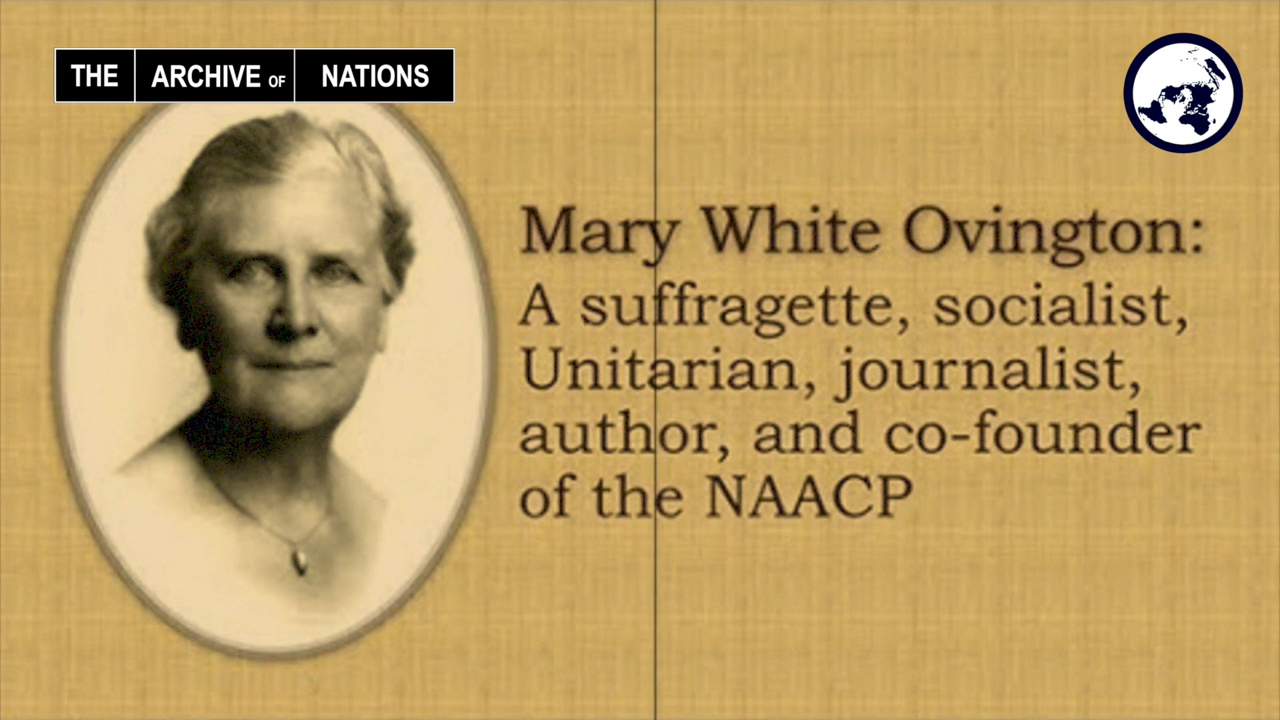 THE ARCHIVE OF NATIONS
Mary White Ovington:
A suffragette, socialist,
Unitarian, journalist,
author, and co-founder
of the NAACP